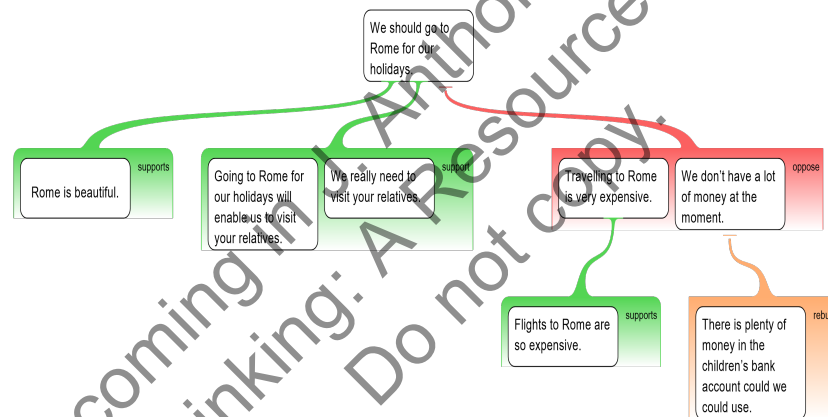 We should go to
Rome for our
holidays.
supports
Rome is beautiful.
support
Going to Rome for
our holidays will
enable us to visit
your relatives.
We really need to
visit your relatives.
oppose
Travelling to Rome
is very expensive.
We don't have a lot
of money at the
moment.
supports
Flights to Rome are
so expensive.
There is plenty of
money in the
children's bank
account could we
could use.
coming in J. Anthon
inking: A Resource
Do not copy.